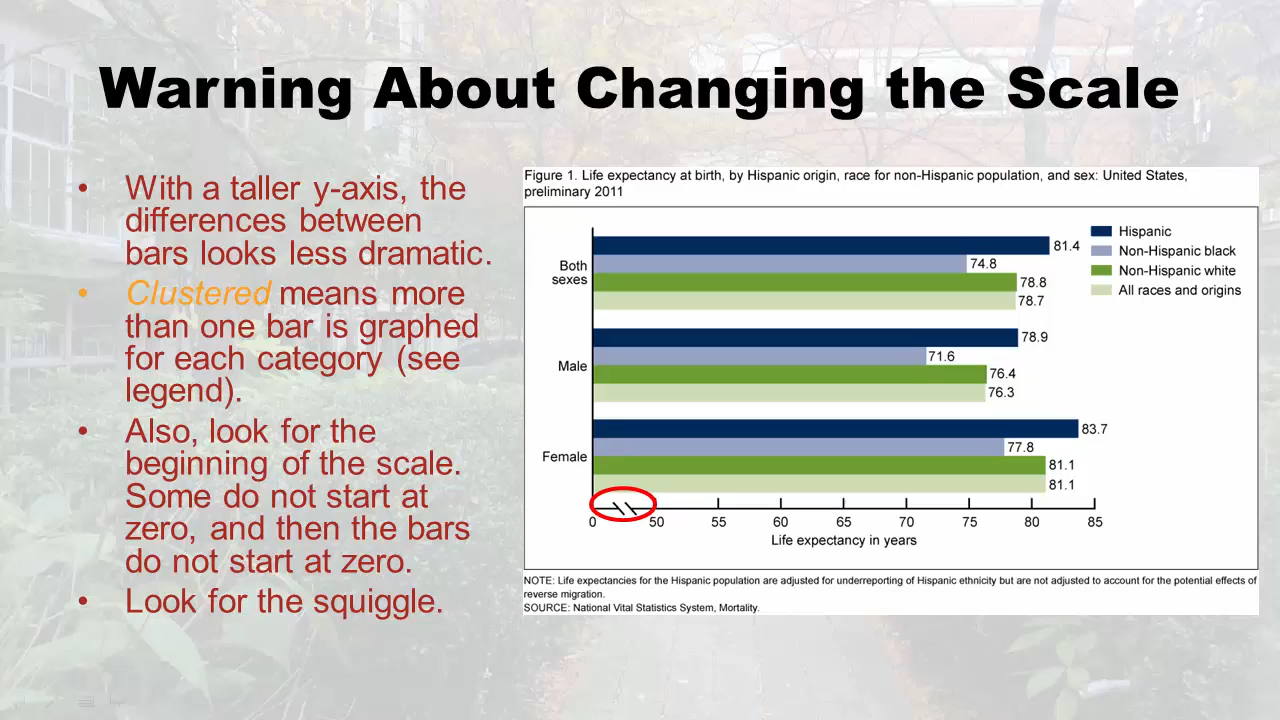 Warning About Changing the Scale
• With a taller y-axis, the
differences between
bars looks less dramatic.
• Clustered means more
than one bar is graphed
for each category (see
legend).
• Also, look for the
beginning of the scale.
Some do not start at
zero, and then the bars
do not start at zero.
• Look for the squiggle.
Figure 1. Life expectancy at birth, by Hispanic origin, race for non-Hispanic population, and sex: United States,
preliminary 2011
Hispanic
Non-Hispanic black
Non-Hispanic white
All races and origins
Both
sexes
81.4
74.8
78.8
78.7
Male
78.9
71.6
76.4
76.3
Female
83.7
77.8
81.1
81.1
0 50 55 60 65 70 75 80 85
Life expectancy in years
NOTE: Life expectancies for the Hispanic population are adjusted for underreporting of Hispanic ethnicity but are not adjusted to account for the potential effects of
reverse migration.
SOURCE: National Vital Statistics System, Mortality.